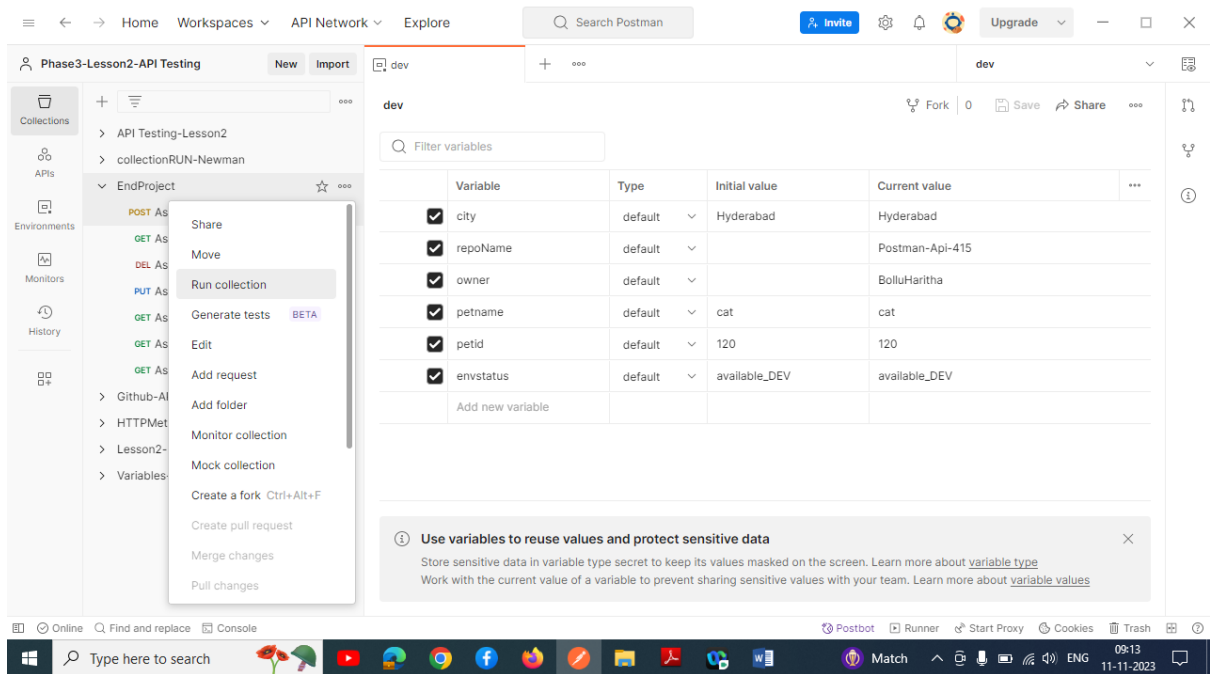 Home Workspaces API Network Explore Search Postman Invite Upgrade
Phase3-Lesson2-API Testing New Import dev dev
Collections
APIs
Environments
Monitors
History
API Testing-Lesson2
collectionRUN-Newman
EndProject
POST As
GET As
DEL As
PUT As
GET As
GET As
GET As
Github-AI
HTTPMet
Lesson2-
Variables-
Share
Move
Run collection
Generate tests BETA
Edit
Add request
Add folder
Monitor collection
Mock collection
Create a fork Ctrl+Alt+F
Create pull request
Merge changes
Pull changes
dev Fork 0 Save Share
Filter variables
Variable Type Initial value Current value
city default Hyderabad Hyderabad
repoName default Postman-Api-415
owner default BolluHaritha
petname default cat cat
petid default 120 120
envstatus default available_DEV available_DEV
Add new variable
Use variables to reuse values and protect sensitive data
Store sensitive data in variable type secret to keep its values masked on the screen. Learn more about variable type
Work with the current value of a variable to prevent sharing sensitive values with your team. Learn more about variable values
Online Find and replace Console Postbot Runner Start Proxy Cookies Trash
Type here to search Match ENG 09:13
11-11-2023